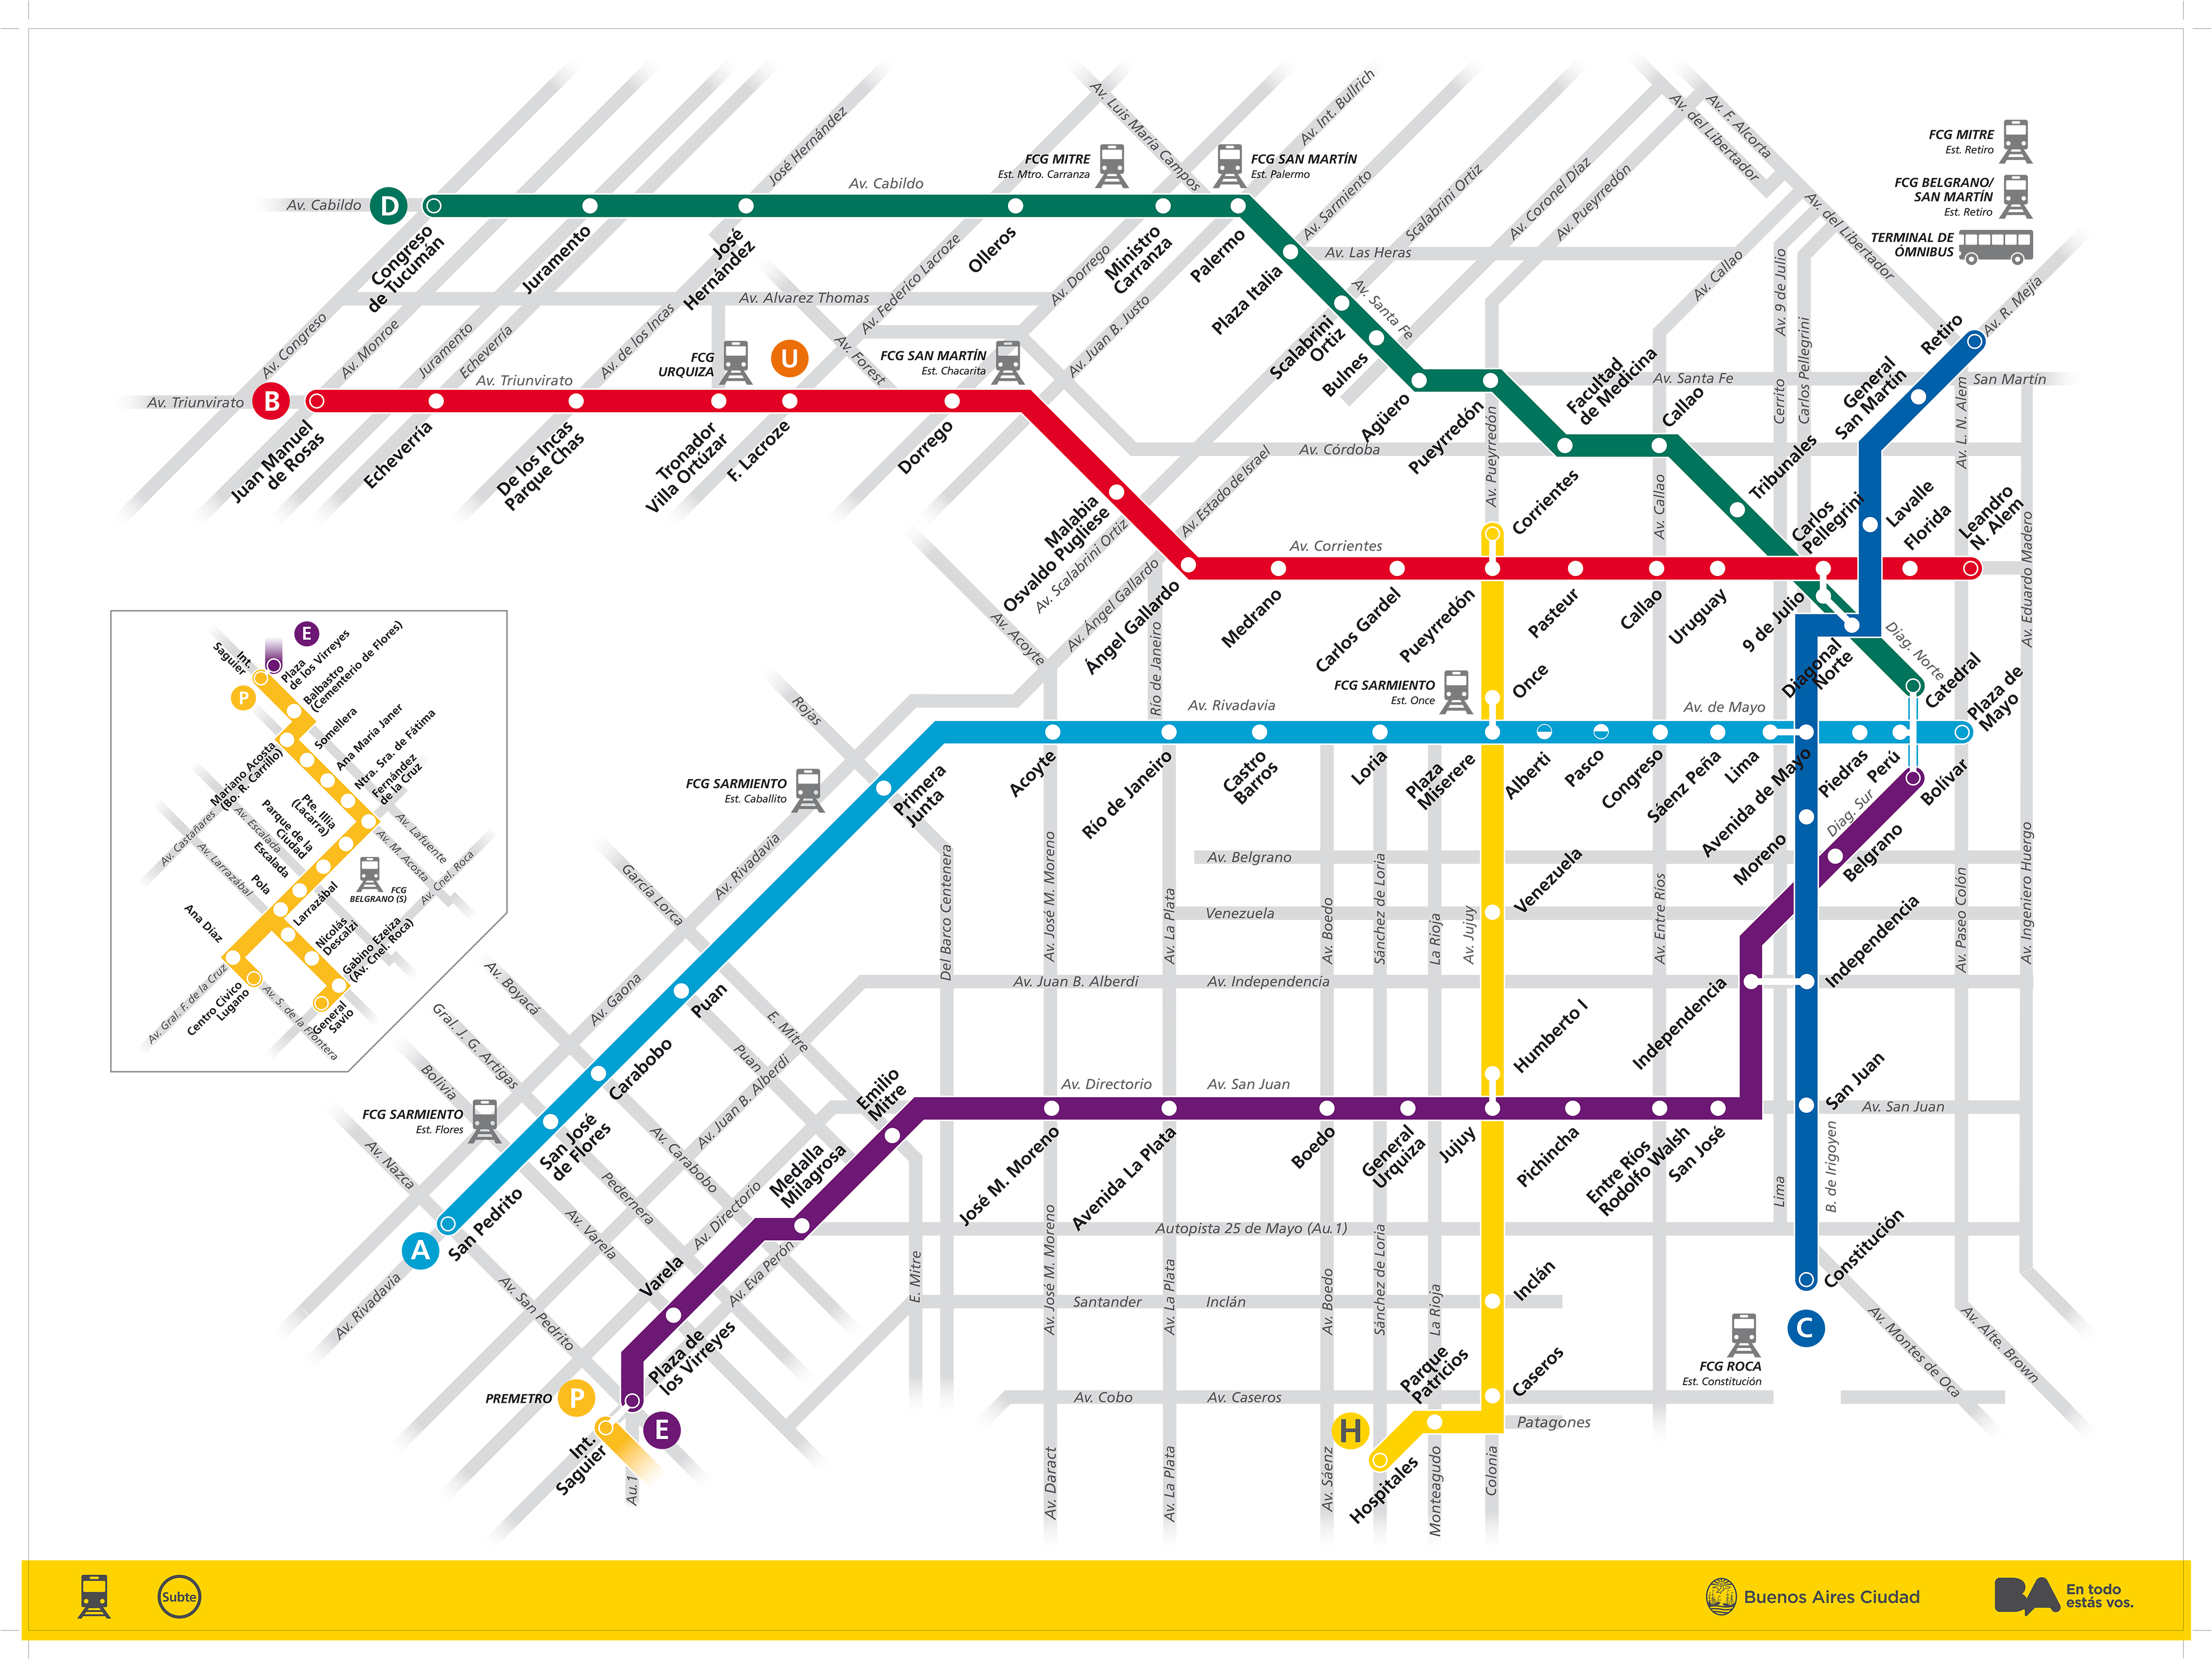 Av. Luis María Campos
Av. Int. Bullrich
Av. del Libertador
Av. F. Alcorta
José Hernández
FCG MITRE
Est. Mtro. Carranza
FCG SAN MARTÍN
Est. Palermo
FCG MITRE
Est. Retiro
FCG BELGRANO/
SAN MARTÍN
Est. Retiro
TERMINAL DE
ÓMNIBUS
Av. Cabildo
D
Av. Cabildo
Av. Sarmiento
Scalabrini Ortiz
Av. Coronel Díaz
Av. Pueyrredón
Av. del Libertador
Congreso
de Tucumán
Juramento
José
Hernández
Olleros
Ministro
Carranza
Palermo
Plaza Italia
Scalabrini
Ortiz
Bulnes
Agüero
Pueyrredón
Facultad
de Medicina
Callao
Tribunales
9 de Julio
Catedral
Av. Las Heras
Av. Santa Fe
Av. Callao
Av. 9 de Julio
Cerrito
Carlos Pellegrini
Av. R. Mejía
Av. Alvarez Thomas
Av. Federico Lacroze
Av. Dorrego
Av. Juan B. Justo
Av. Congreso
Av. Monroe
Juramento
Echeverría
Av. de los Incas
Av. Forest
FCG
URQUIZA
U
FCG SAN MARTÍN
Est. Chacarita
Av. Triunvirato
B
Av. Triunvirato
Av. Santa Fe
San Martín
Juan Manuel
de Rosas
Echeverría
De los Incas
Parque Chas
Tronador
Villa Ortúzar
F. Lacroze
Dorrego
Malabia
Osvaldo Pugliese
Ángel Gallardo
Medrano
Carlos Gardel
Pueyrredón
Pasteur
Callao
Uruguay
Carlos
Pellegrini
Florida
Leandro
N. Alem
Av. Córdoba
Av. Corrientes
Av. Scalabrini Ortiz
Av. Estado de Israel
Av. Ángel Gallardo
Av. Acoyte
Río de Janeiro
Av. Pueyrredón
Av. Callao
Av. L. N. Alem
Av. Eduardo Madero
Diag. Norte
Retiro
General
San Martín
Lavalle
Diagonal
Norte
Avenida de Mayo
Moreno
Independencia
San Juan
Constitución
C
FCG ROCA
Est. Constitución
Corrientes
Once
Venezuela
Humberto I
Inclán
Caseros
Parque
Patricios
Hospitales
H
FCG SARMIENTO
Est. Once
Av. Rivadavia
Av. de Mayo
Rojas
FCG SARMIENTO
Est. Caballito
Primera
Junta
Acoyte
Río de Janeiro
Castro
Barros
Loria
Plaza
Miserere
Alberti
Pasco
Congreso
Sáenz Peña
Lima
Piedras
Perú
Plaza de
Mayo
Puan
Carabobo
San José
de Flores
San Pedrito
A
FCG SARMIENTO
Est. Flores
Av. Rivadavia
García Lorca
Av. Rivadavia
Av. Gaona
Av. Boyacá
Gral. J. G. Artigas
Bolivia
Av. Nazca
Av. San Pedrito
E. Mitre
Puan
Av. Juan B. Alberdi
Av. Carabobo
Pedernera
Av. Varela
Av. Directorio
Av. Eva Perón
Del Barco Centenera
Av. José M. Moreno
Av. La Plata
Av. Boedo
Sánchez de Loria
La Rioja
Av. Jujuy
Av. Entre Ríos
Av. Paseo Colón
Av. Ingeniero Huergo
Av. Belgrano
Venezuela
Av. Juan B. Alberdi
Av. Independencia
Diag. Sur
Bolívar
Belgrano
Independencia
San José
Entre Ríos
Rodolfo Walsh
Pichincha
Jujuy
General
Urquiza
Boedo
Avenida La Plata
José M. Moreno
Emilio
Mitre
Medalla
Milagrosa
Varela
Plaza de
los Virreyes
E
PREMETRO
P
Int.
Saguier
Av. Directorio
Av. San Juan
Av. San Juan
Autopista 25 de Mayo (Au.1)
Santander
Inclán
Av. Cobo
Av. Caseros
Patagones
E. Mitre
Av. José M. Moreno
Av. La Plata
Av. Boedo
Sánchez de Loria
La Rioja
Lima
B. de Irigoyen
Av. Montes de Oca
Av. Alte. Brown
Au.1
Av. Daract
Av. La Plata
Av. Sáenz
Monteagudo
Colonia
E
Int.
Saguier
Plaza
de los Virreyes
P
Balbastro
(Cementerio de Flores)
Mariano Acosta
(Bo. R. Carrillo)
Somellera
Ana María Janer
Ntra. Sra. de Fátima
Fernández
de la Cruz
Pte. Illia
(Lacarra)
Parque de la
Ciudad
Escalada
Pola
Larrazábal
Ana Díaz
Centro Cívico
Lugano
Nicolás
Descalzi
Gabino Ezeiza
(Av. Cnel. Roca)
General
Savio
FCG
BELGRANO (S)
Av. Castañares
Av. Escalada
Av. Larrazábal
Av. Lafuente
Av. M. Acosta
Av. Cnel. Roca
Av. Gral. F. de la Cruz
Av. S. de la Frontera
Subte
Buenos Aires Ciudad
BA
En todo
estás vos.